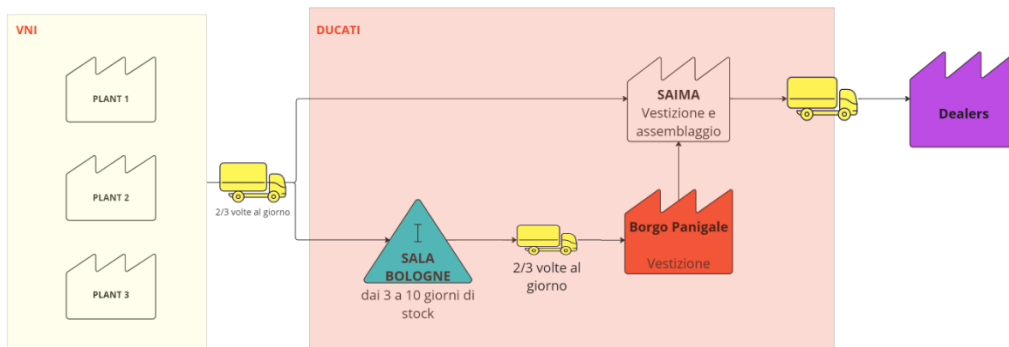 VNI
PLANT 1
PLANT 2
PLANT 3
2/3 volte al giorno
DUCATI
SALA
BOLOGNE
dai 3 a 10 giorni di
stock
2/3 volte al
giorno
SAIMA
Vestizione e
assemblaggio
Borgo Panigale
Vestizione
Dealers